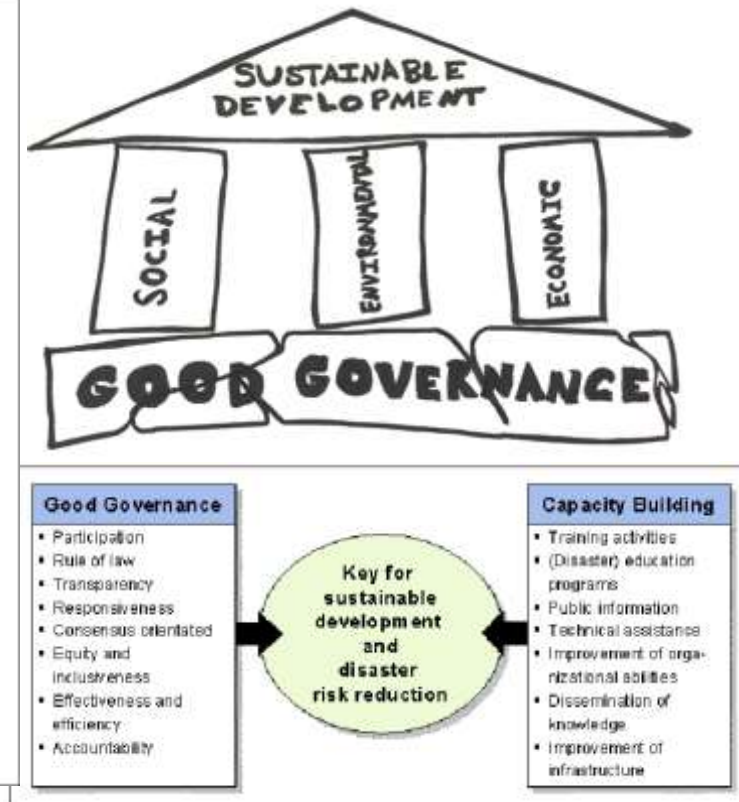 SUSTAINABLE
DEVELOPMENT
SOCIAL
ENVIRONMENTAL
ECONOMIC
GOOD GOVERNANCE
Good Governance
▪ Participation
▪ Rule of law
▪ Transparency
▪ Responsiveness
▪ Consensus orientated
▪ Equity and
inclusiveness
▪ Effectiveness and
efficiency
▪ Accountability
Key for
sustainable
development
and
disaster
risk reduction
Capacity Building
▪ Training activities
▪ (Disaster) education
programs
▪ Public information
▪ Technical assistance
▪ Improvement of orga-
nizational abilities
▪ Dissemination of
knowledge
▪ Improvement of
infrastructure